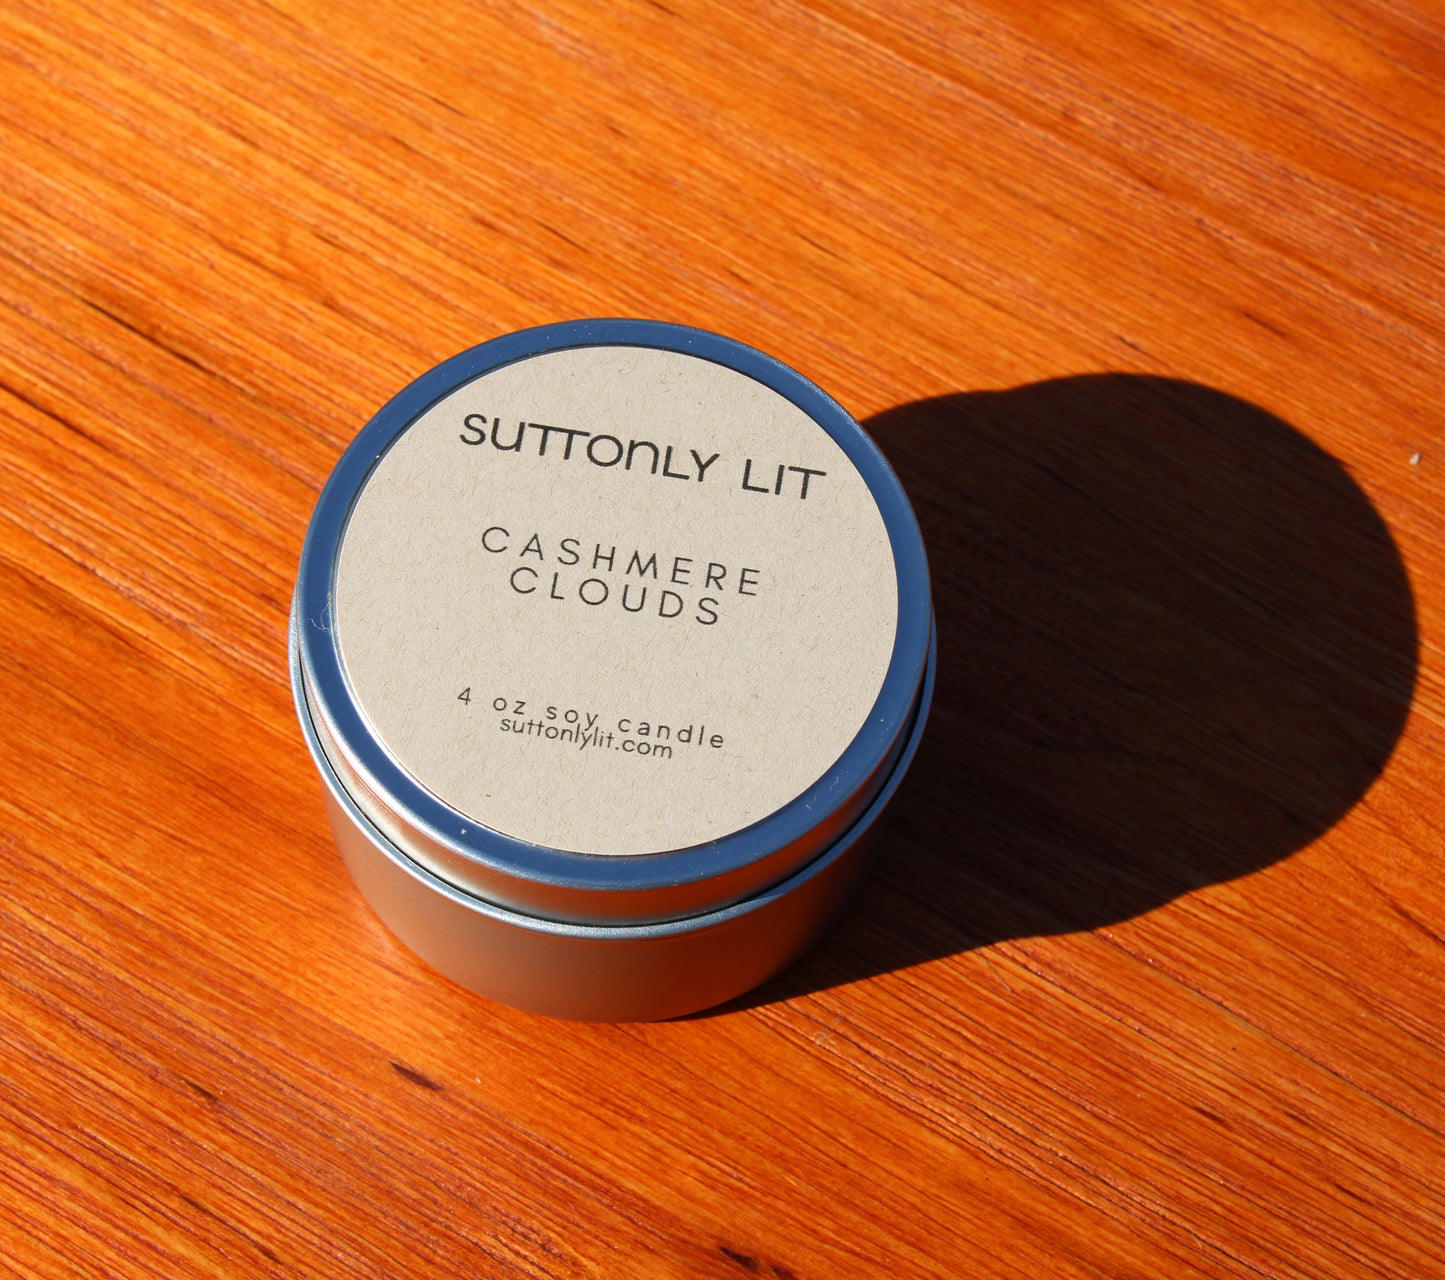 SUTTONLY LIT
CASHMERE
CLOUDS
4 oz soy candle
suttonlylit.com